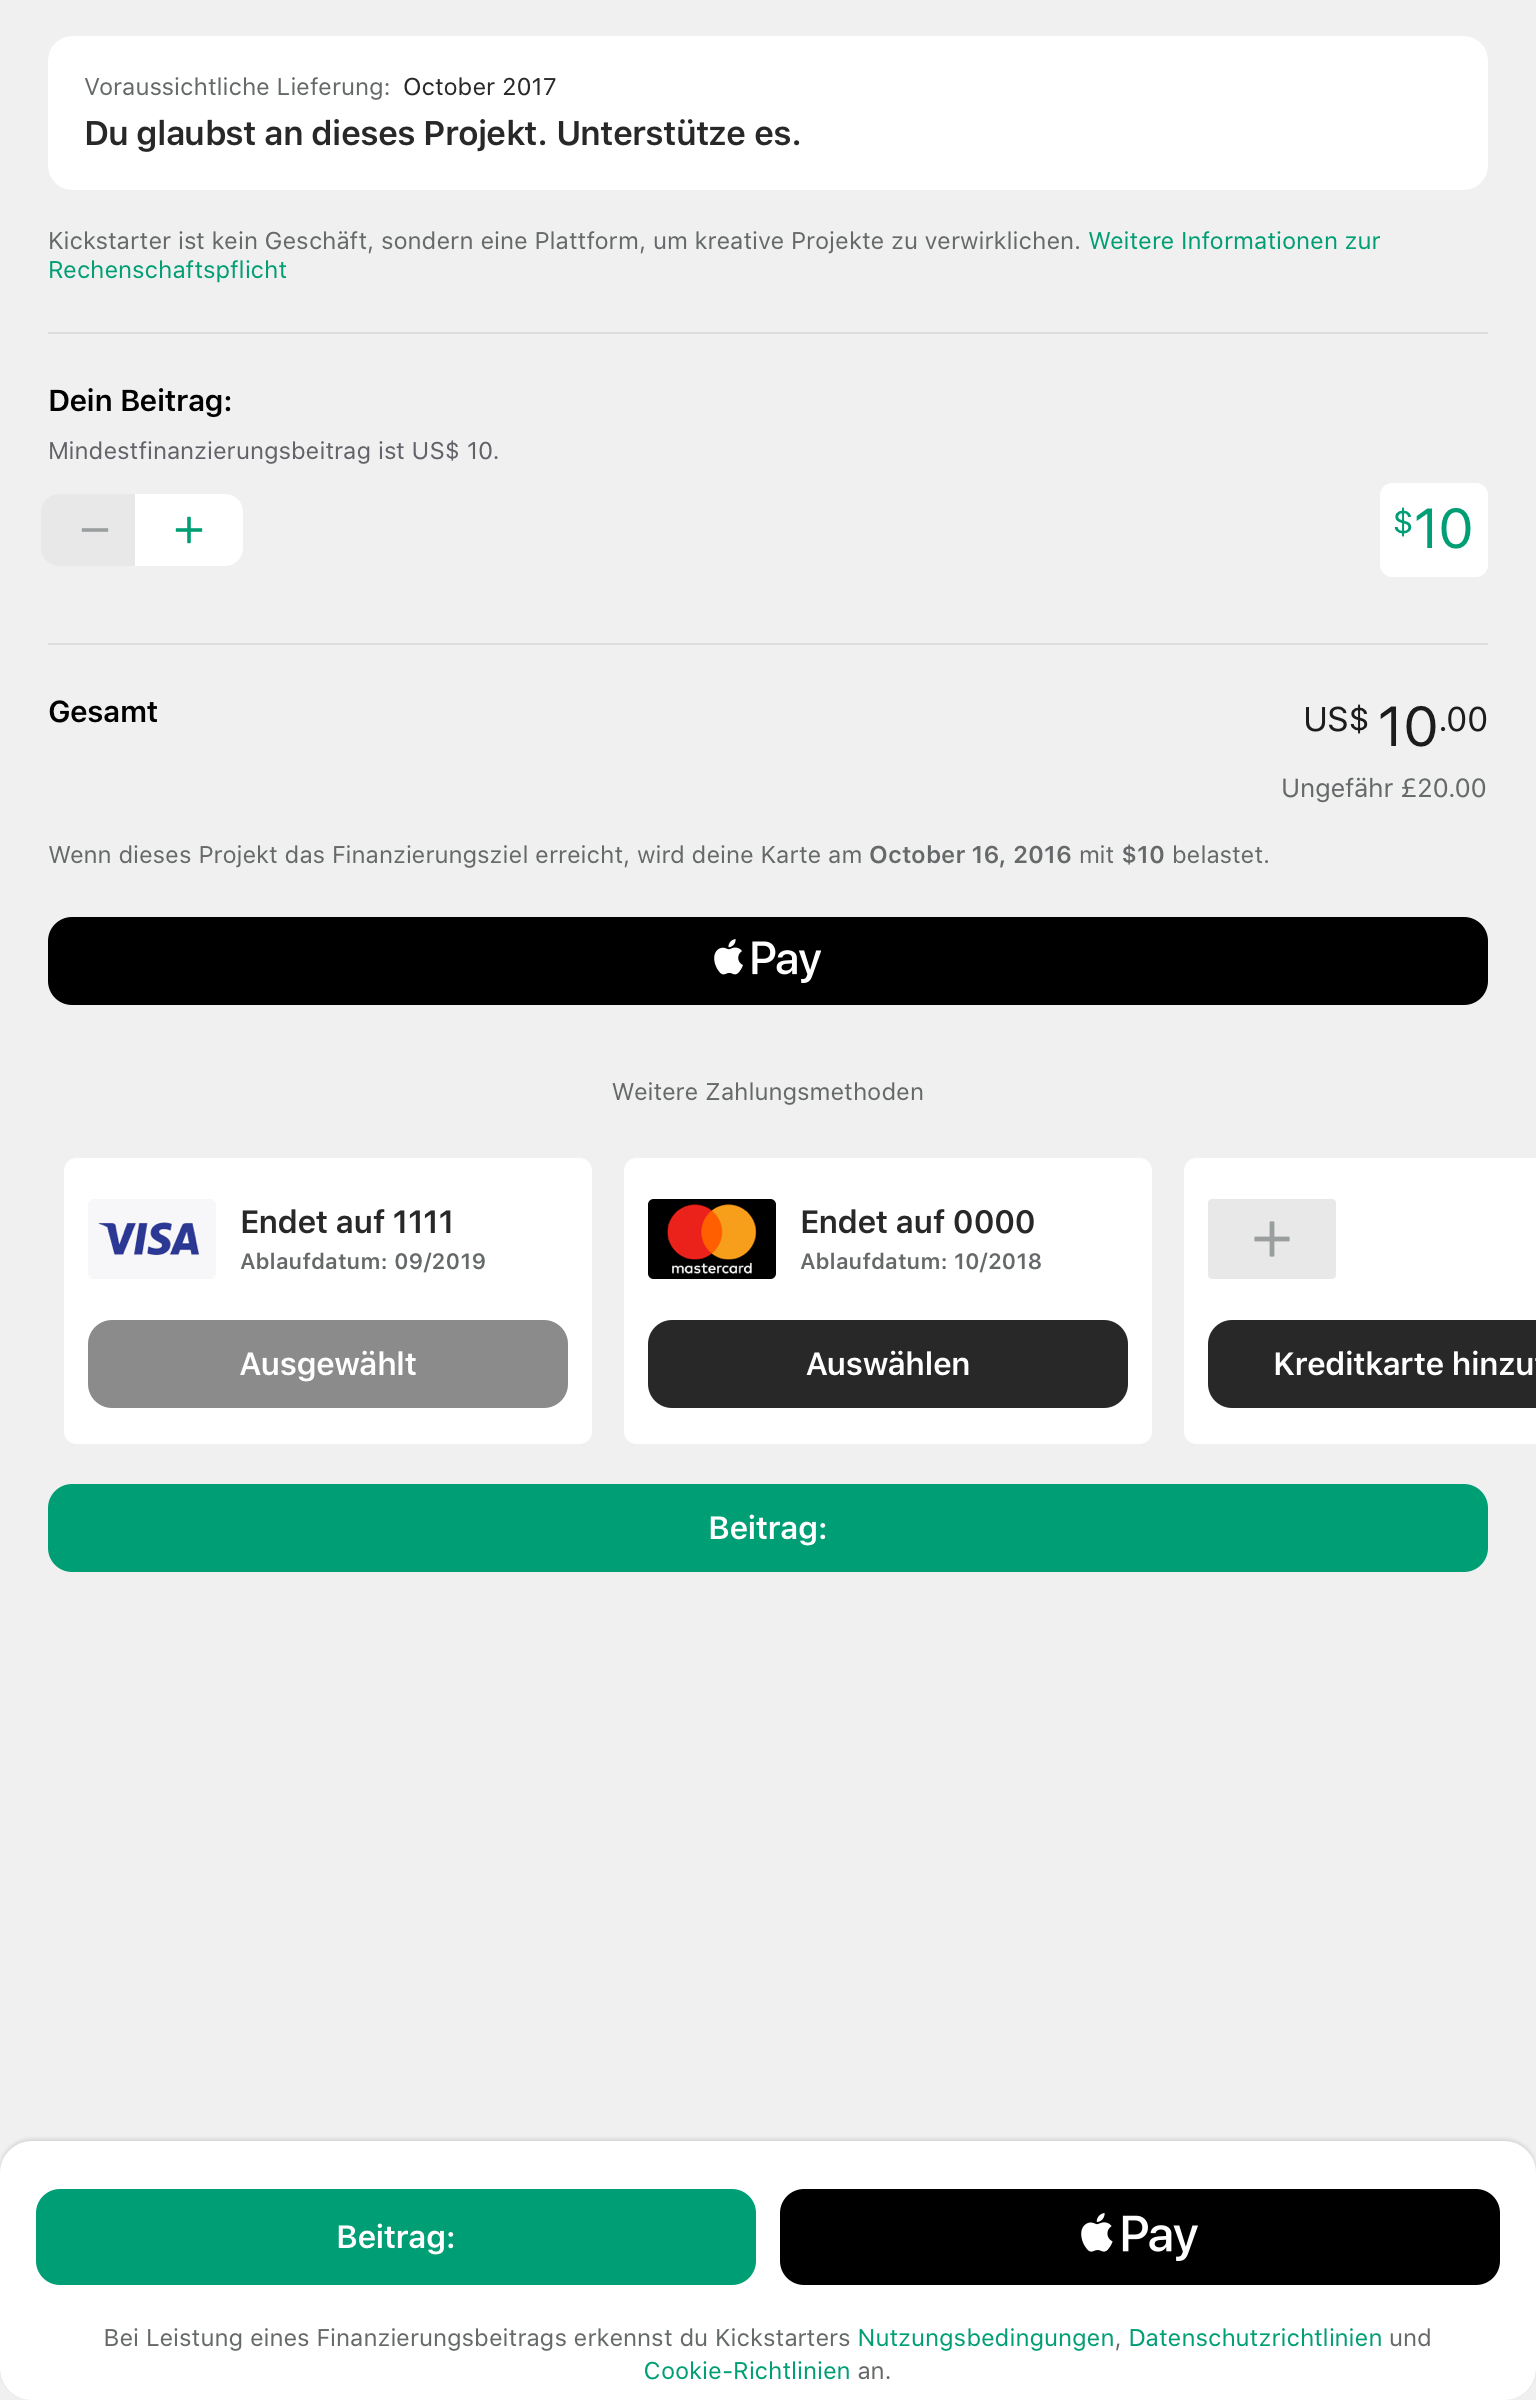 Voraussichtliche Lieferung: October 2017
Du glaubst an dieses Projekt. Unterstütze es.
Kickstarter ist kein Geschäft, sondern eine Plattform, um kreative Projekte zu verwirklichen. Weitere Informationen zur
Rechenschaftspflicht
Dein Beitrag:
Mindestfinanzierungsbeitrag ist US$ 10.
$10
Gesamt
US$ 10.00
Ungefähr £20.00
Wenn dieses Projekt das Finanzierungsziel erreicht, wird deine Karte am October 16, 2016 mit $10 belastet.
Pay
Weitere Zahlungsmethoden
VISA
Endet auf 1111
Ablaufdatum: 09/2019
Ausgewählt
mastercard
Endet auf 0000
Ablaufdatum: 10/2018
Auswählen
Kreditkarte
Beitrag:
Beitrag:
Pay
Bei Leistung eines Finanzierungsbeitrags erkennst du Kickstarters Nutzungsbedingungen, Datenschutzrichtlinien und
Cookie-Richtlinien an.